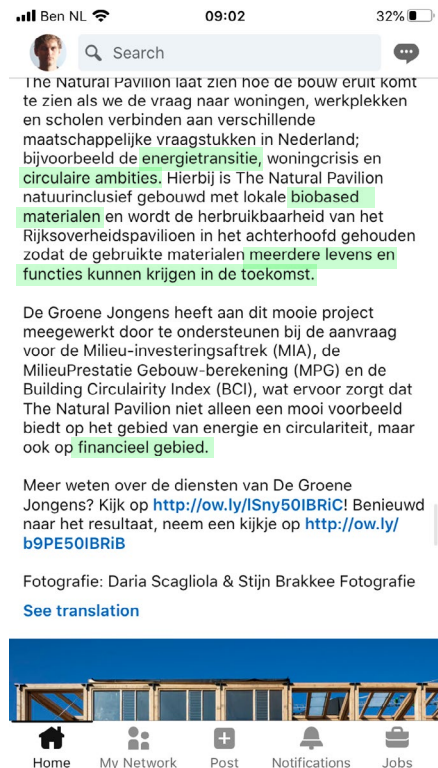 Ben NL
09:02
32%
Search
The Natural Pavilion laat zien hoe de bouw eruit komt
te zien als we de vraag naar woningen, werkplekken
en scholen verbinden aan verschillende
maatschappelijke vraagstukken in Nederland;
bijvoorbeeld de energietransitie, woningcrisis en
circulaire ambities. Hierbij is The Natural Pavilion
natuurinclusief gebouwd met lokale biobased
materialen en wordt de herbruikbaarheid van het
Rijksoverheidspavilioen in het achterhoofd gehouden
zodat de gebruikte materialen meerdere levens en
functies kunnen krijgen in de toekomst.
De Groene Jongens heeft aan dit mooie project
meegewerkt door te ondersteunen bij de aanvraag
voor de Milieu-investeringsaftrek (MIA), de
MilieuPrestatie Gebouw-berekening (MPG) en de
Building Circulairity Index (BCI), wat ervoor zorgt dat
The Natural Pavilion niet alleen een mooi voorbeeld
biedt op het gebied van energie en circulariteit, maar
ook op financieel gebied.
Meer weten over de diensten van De Groene
Jongens? Kijk op http://ow.ly/lSny50IBRiC! Benieuwd
naar het resultaat, neem een kijkje op http://ow.ly/
b9PE50IBRiB
Fotografie: Daria Scagliola & Stijn Brakkee Fotografie
See translation
Home
My Network
Post
Notifications
Jobs